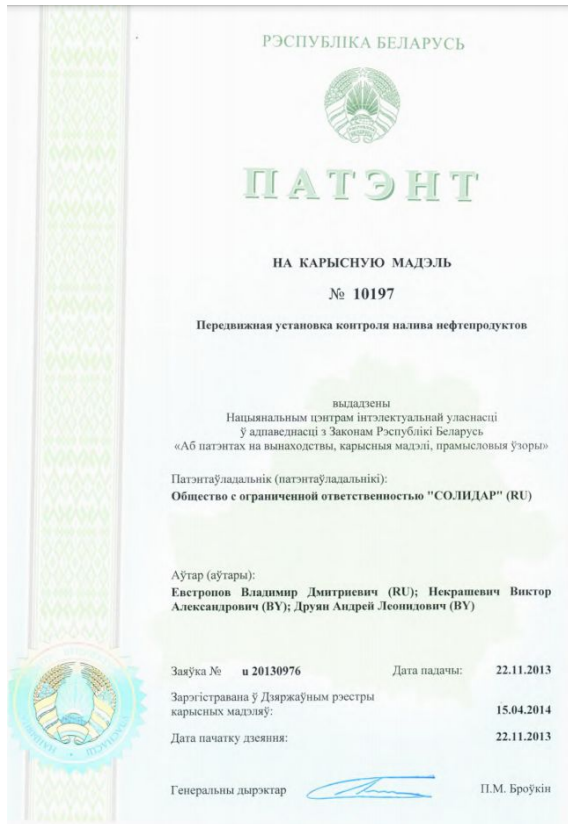 РЭСПУБЛІКА БЕЛАРУСЬ
ПАТЭНТ
НА КАРЫСНУЮ МАДЭЛЬ
№ 10197
Передвижная установка контроля налива нефтепродуктов
выдадзены
Нацыянальным цэнтрам інтэлектуальнай уласнасці
ў адпаведнасці з Законам Рэспублікі Беларусь
«Аб патэнтах на вынаходствы, карысныя мадэлі, прамысловыя ўзоры»
Патэнтаўладальнік (патэнтаўладальнікі):
Общество с ограниченной ответственностью "СОЛИДАР" (RU)
Аўтар (аўтары):
Евстропов Владимир Дмитриевич (RU); Некрашевич Виктор
Александрович (BY); Друян Андрей Леонидович (BY)
Заяўка № u 20130976 Дата падачы: 22.11.2013
Зарэгістравана ў Дзяржаўным рэестры
карысных мадэляў: 15.04.2014
Дата пачатку дзеяння: 22.11.2013
Генеральны дырэктар П.М. Броўкін